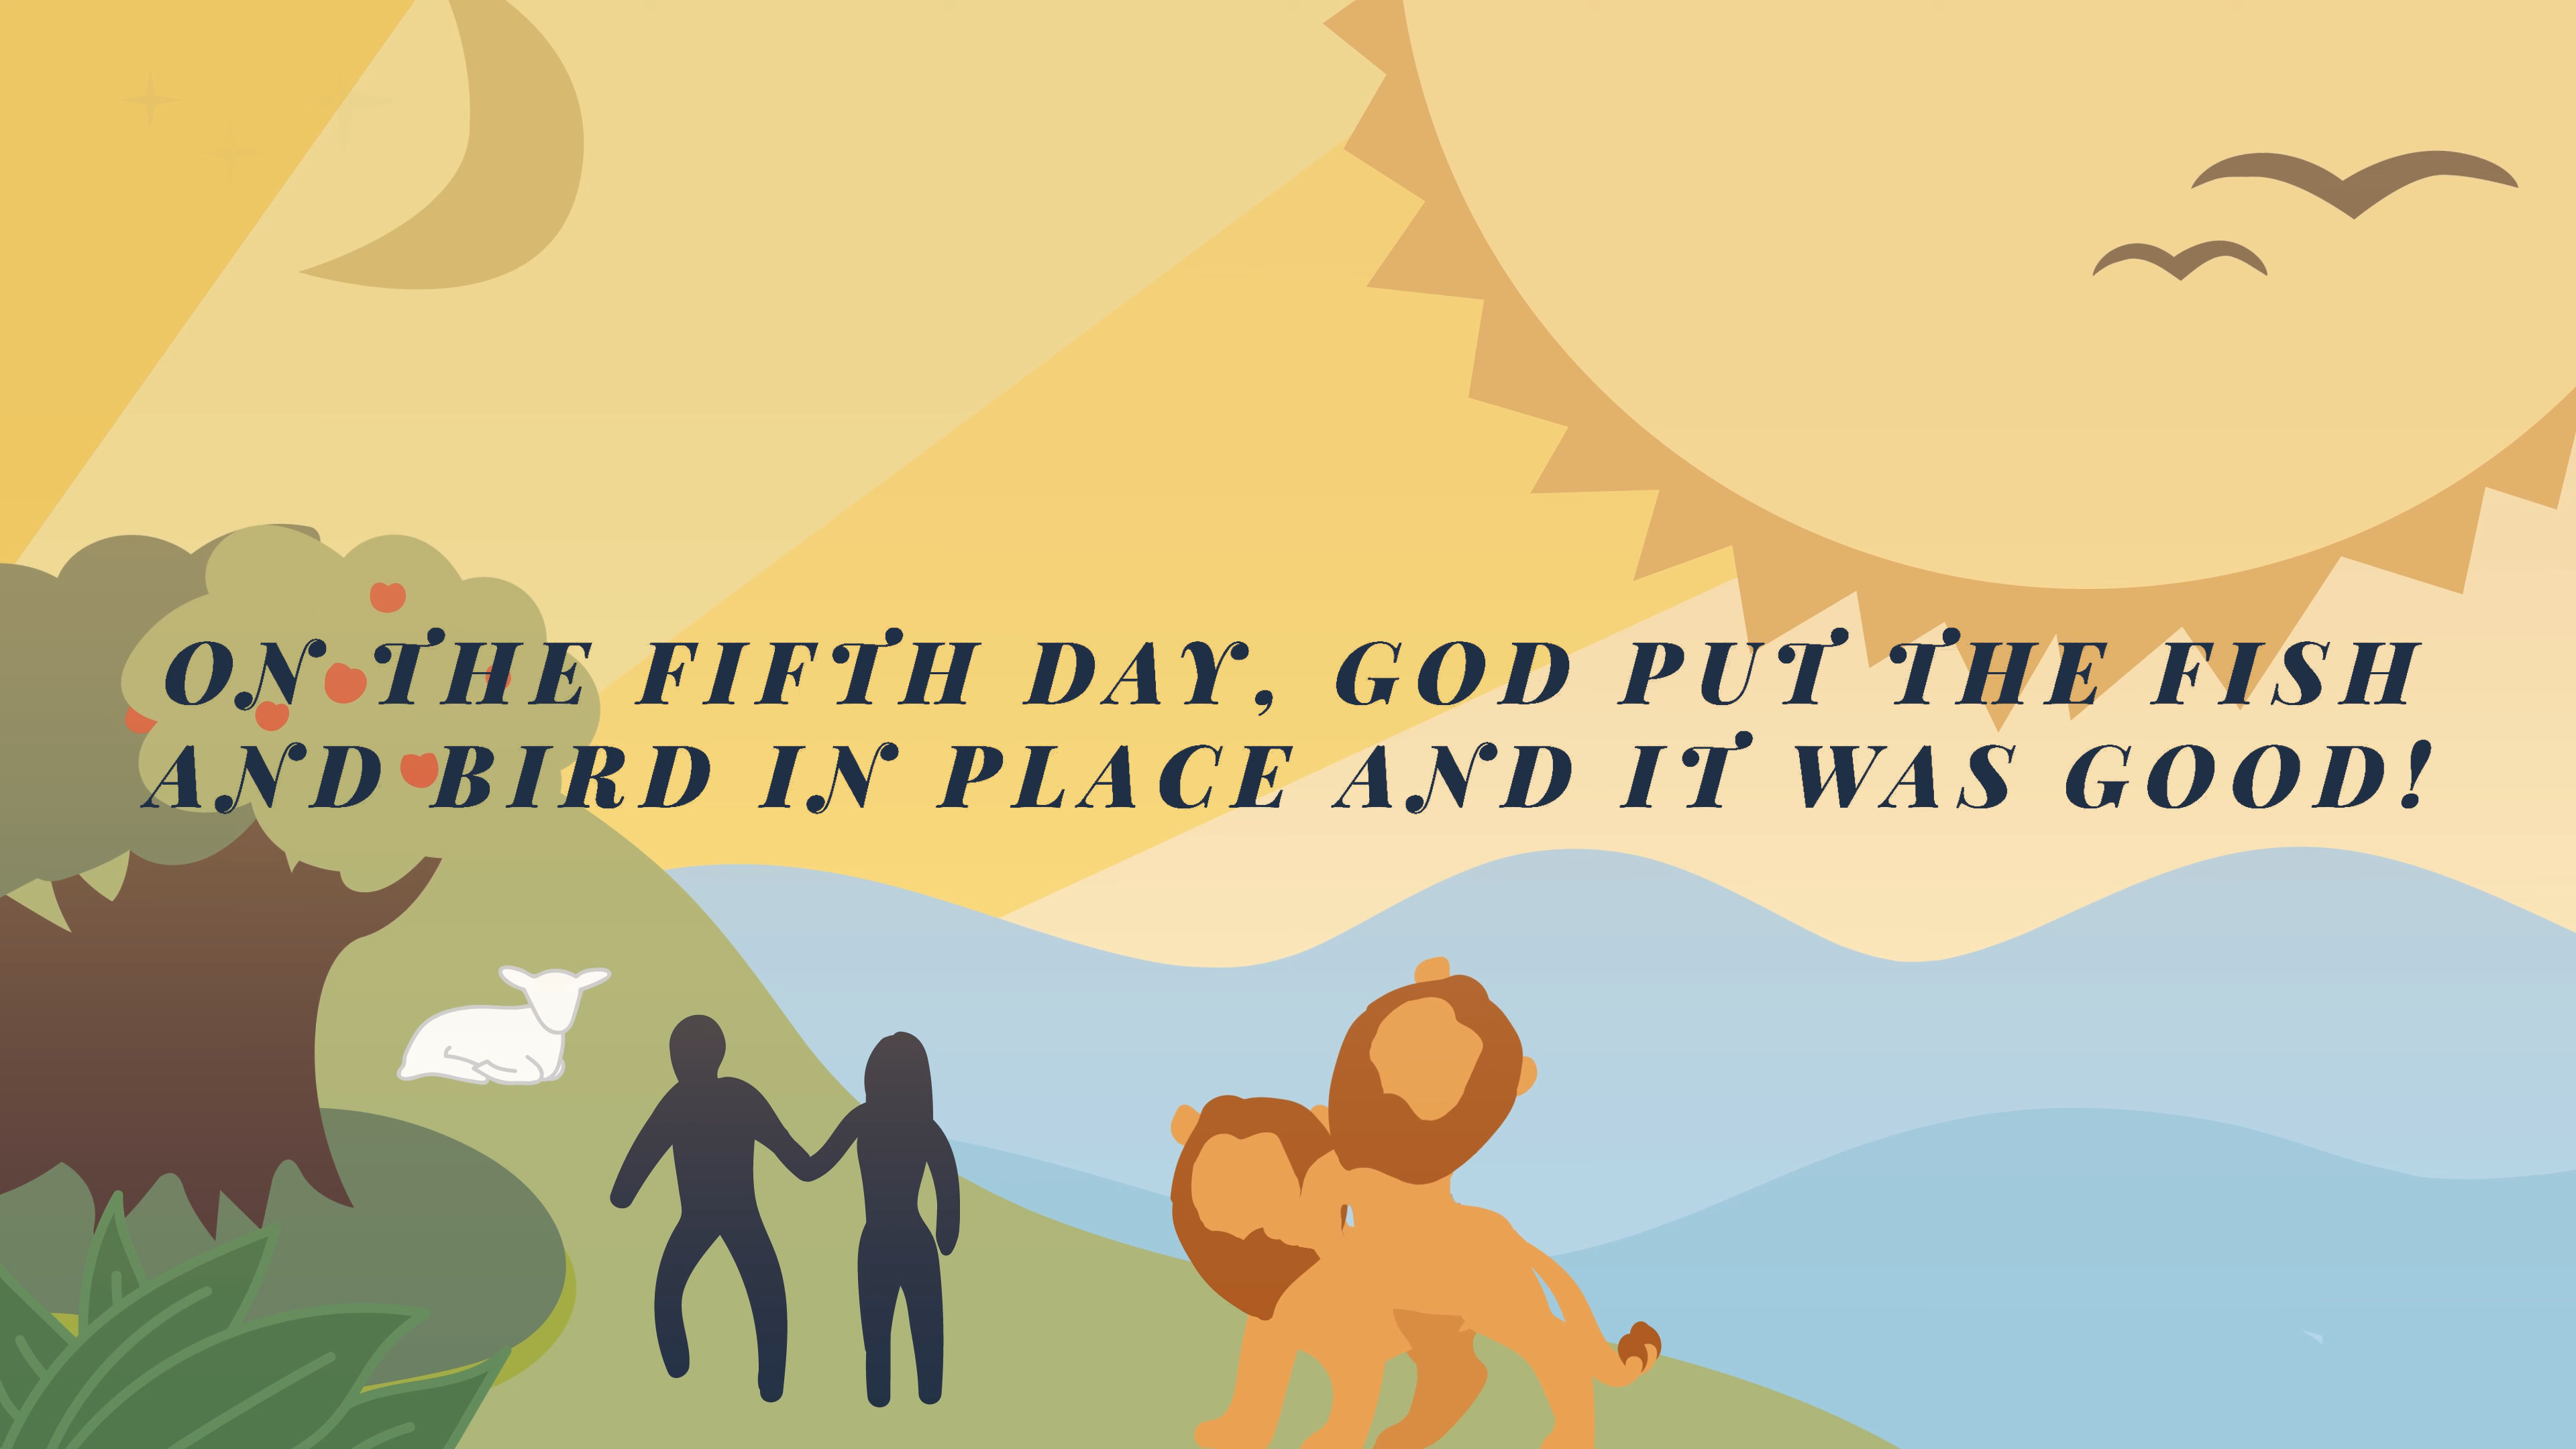 ON THE FIFTH DAY, GOD PUT THE FISH
AND BIRD IN PLACE AND IT WAS GOOD!